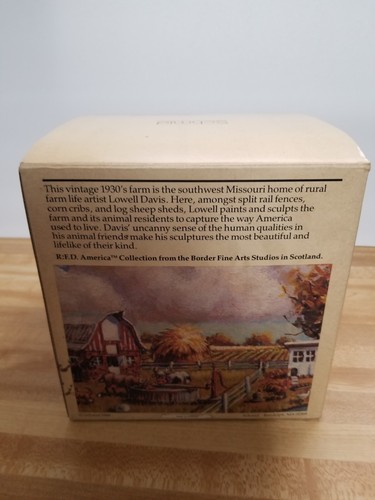 This vintage 1930's farm is the southwest Missouri home of rural
farm life artist Lowell Davis. Here, amongst split rail fences,
corn cribs, and log sheep sheds, Lowell paints and sculpts the
farm and its animal residents to capture the way America
used to live. Davis' uncanny sense of the human qualities in
his animal friends make his sculptures the most beautiful and
lifelike of their kind.
R.F.D. America™ Collection from the Border Fine Arts Studios in Scotland.